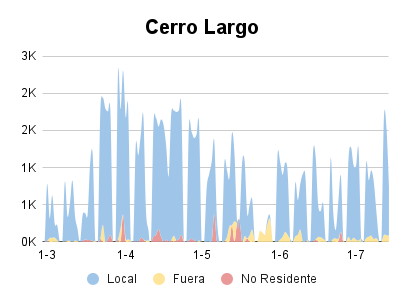 Cerro Largo
3K
2K
2K
1K
1K
0K
1-3 1-4 1-5 1-6 1-7
Local Fuera No Residente